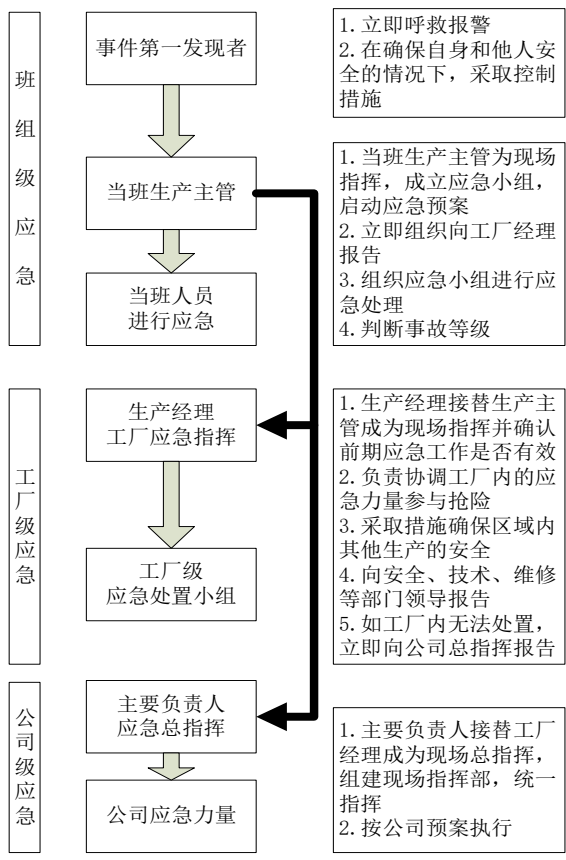 班组级应急
事件第一发现者
1.立即呼救报警
2.在确保自身和他人安
全的情况下，采取控制
措施
当班生产主管
1.当班生产主管为现场
指挥，成立应急小组，
启动应急预案
2.立即组织向工厂经理
报告
3.组织应急小组进行应
急处理
4.判断事故等级
当班人员
进行应急
工厂级应急
生产经理
工厂应急指挥
1.生产经理接替生产主
管成为现场指挥并确认
前期应急工作是否有效
2.负责协调工厂内的应
急力量参与抢险
3.采取措施确保区域内
其他生产的安全
4.向安全、技术、维修
等部门领导报告
5.如工厂内无法处置，
立即向公司总指挥报告
工厂级
应急处置小组
公司级应急
主要负责人
应急总指挥
1.主要负责人接替工厂
经理成为现场总指挥，
组建现场指挥部，统一
指挥
2.按公司预案执行
公司应急力量